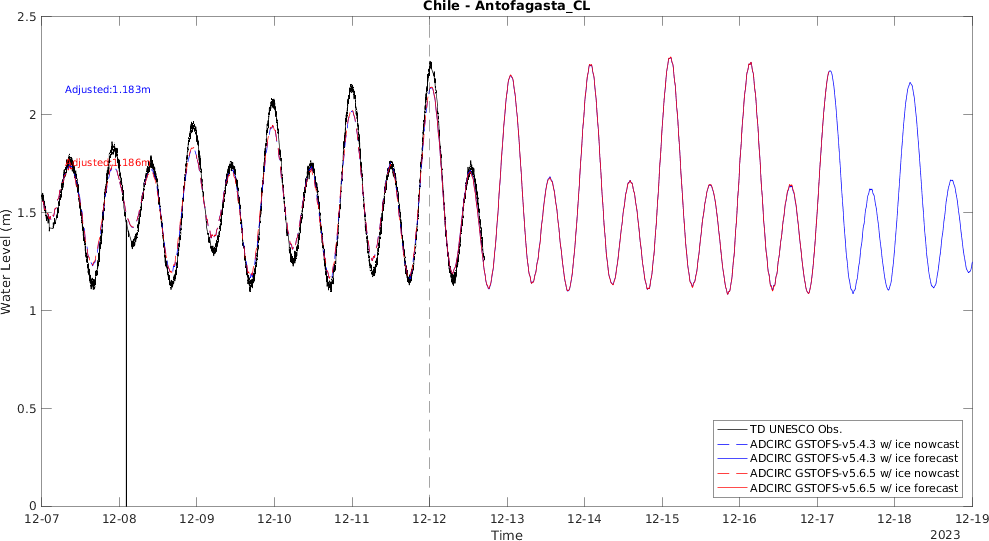 Chile - Antofagasta_CL
2.5
2
1.5
1
0.5
0
Water Level (m)
Adjusted:1.183m
Adjusted:1.186m
TD UNESCO Obs.
ADCIRC GSTOFS-v5.4.3 w/ ice nowcast
ADCIRC GSTOFS-v5.4.3 w/ ice forecast
ADCIRC GSTOFS-v5.6.5 w/ ice nowcast
ADCIRC GSTOFS-v5.6.5 w/ ice forecast
12-07 12-08 12-09 12-10 12-11 12-12 12-13 12-14 12-15 12-16 12-17 12-18 12-19
Time
2023